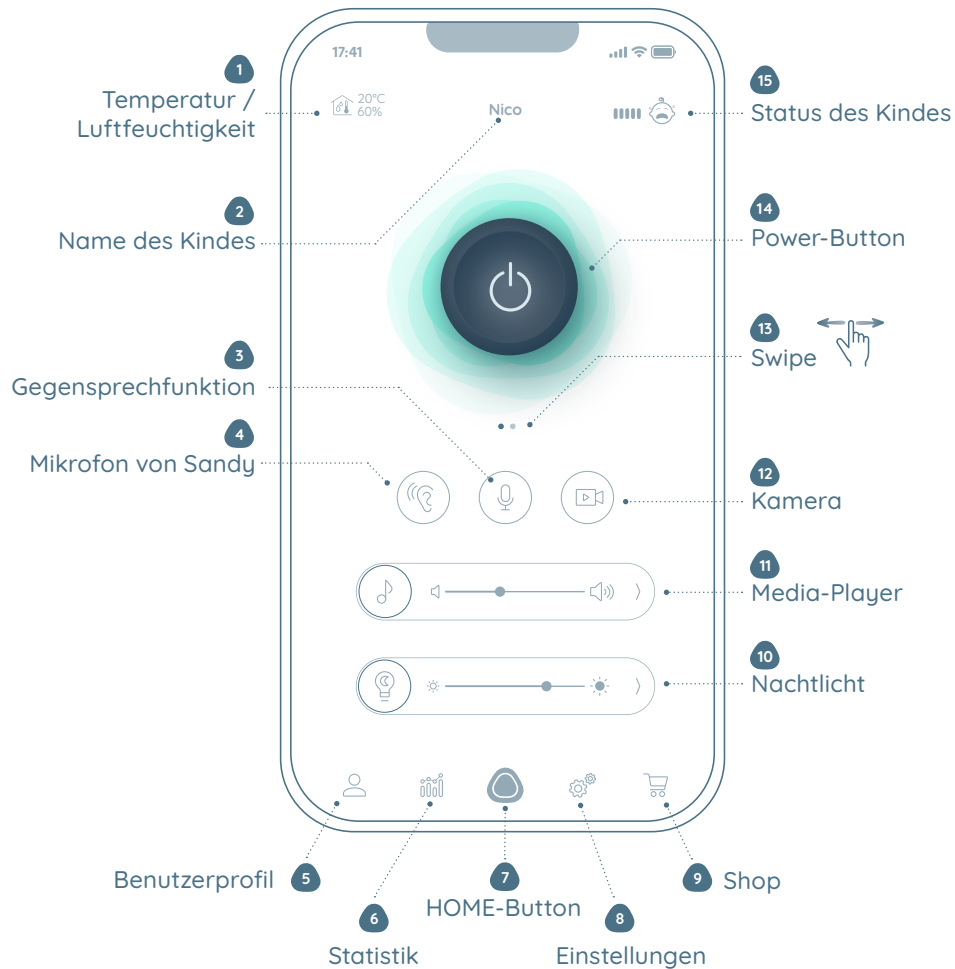 17:41
20°C
60%
Nico
1
Temperatur /
Luftfeuchtigkeit
2
Name des Kindes
3
Gegensprechfunktion
4
Mikrofon von Sandy
5
Benutzerprofil
6
Statistik
7
HOME-Button
8
Einstellungen
9
Shop
10
Nachtlicht
11
Media-Player
12
Kamera
13
Swipe
14
Power-Button
15
Status des Kindes